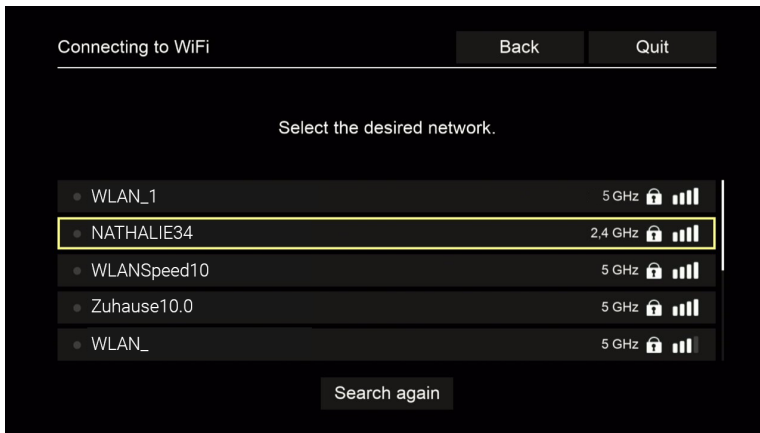 Connecting to WiFi Back Quit
Select the desired network.
WLAN_1 5 GHz
NATHALIE34 2,4 GHz
WLANSpeed10 5 GHz
Zuhause10.0 5 GHz
WLAN_ 5 GHz
Search again